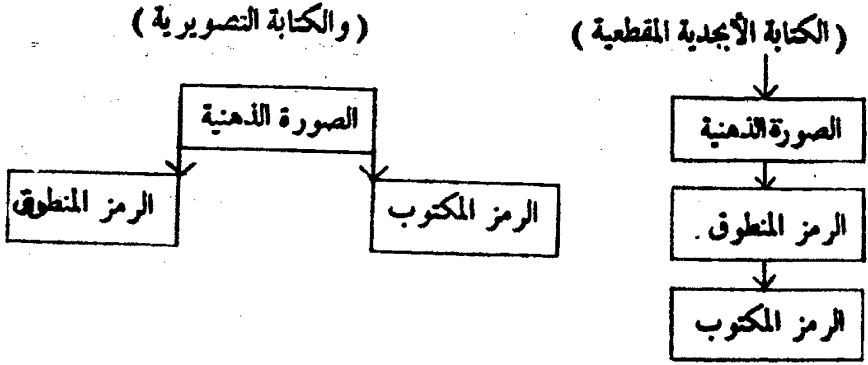 ( الكتابة الأبجدية المقطعية )
الصورة الذهنية
الرمز المنطوق .
الرمز المكتوب
( والكتابة التصويرية )
الصورة الذهنية
الرمز المكتوب
الرمز المنطوق